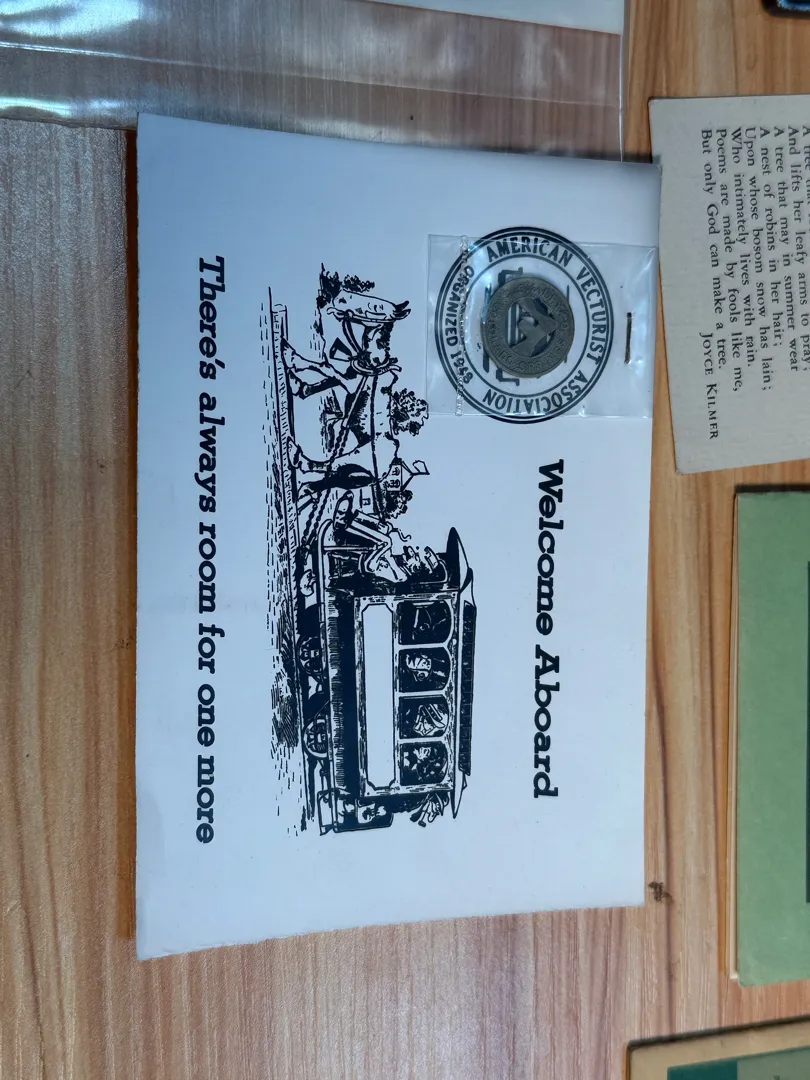 AMERICAN VECTURIST ASSOCIATION
ORGANIZED 1948
Welcome Aboard
There's always room for one more
And lifts her leafy arms to pray;
A tree that may in summer wear
A nest of robins in her hair;
Upon whose bosom snow has lain;
Who intimately lives with rain.
Poems are made by fools like me,
But only God can make a tree.
JOYCE KILMER